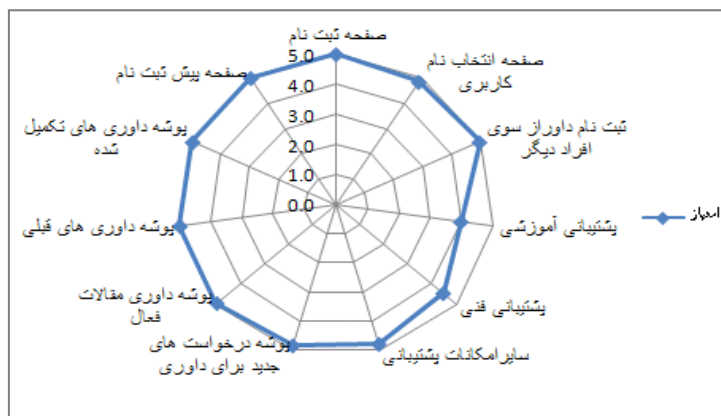 صفحه ثبت نام
صفحه انتخاب نام
کاربری
ثبت نام داوراز سوی
افراد دیگر
پشتیبانی آموزشی
پشتیبانی فنی
سایرامکانات پشتیبانی
پوشه درخواست های
جدید برای داوری
پوشه داوری مقالات
فعال
پوشه داوری های قبلی
پوشه داوری های تکمیل
شده
صفحه پیش ثبت نام
5.0
4.0
3.0
2.0
1.0
0.0
امتیاز